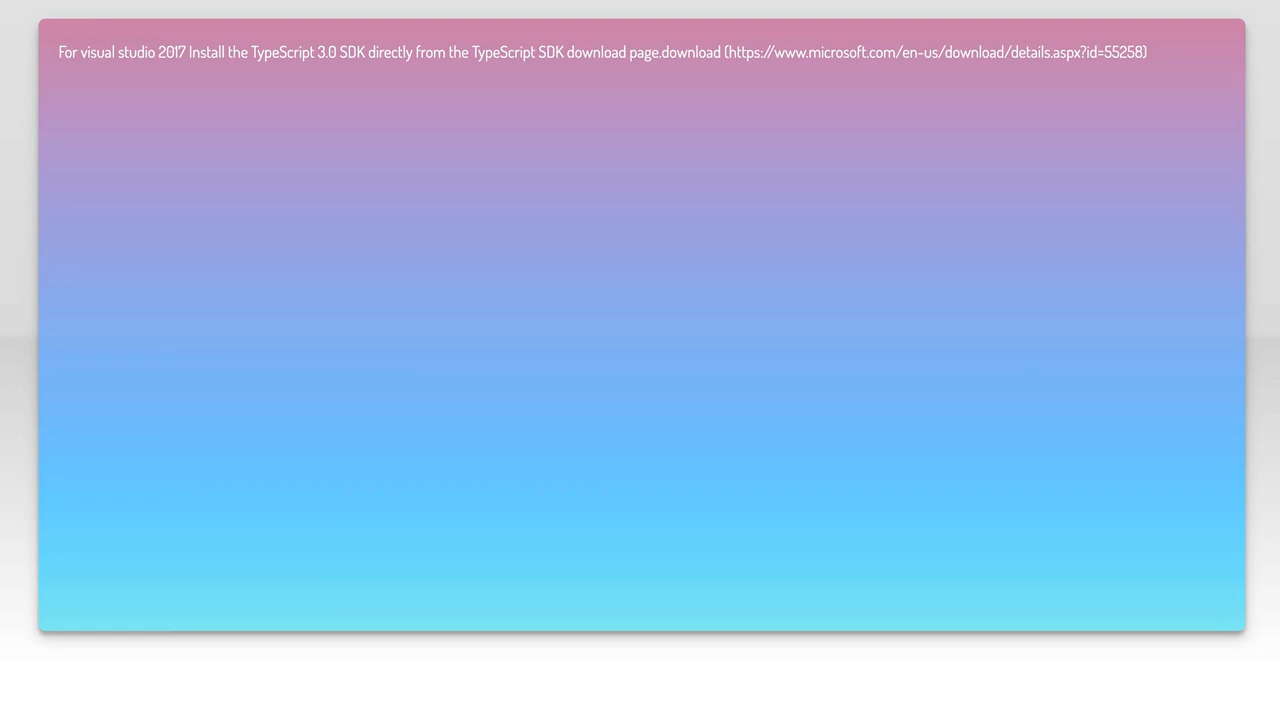 For visual studio 2017 Install the TypeScript 3.0 SDK directly from the TypeScript SDK download page.download (https://www.microsoft.com/en-us/download/details.aspx?id=55258)